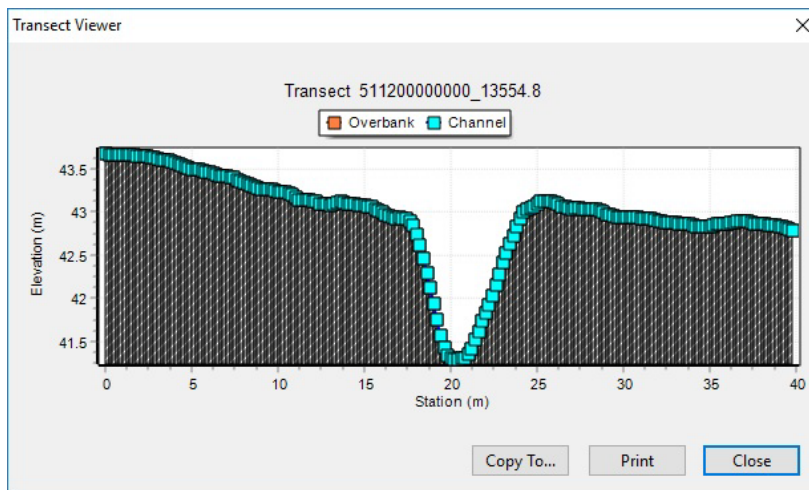 Transect Viewer
Transect 511200000000_13554.8
Overbank Channel
Elevation (m)
43.5
43
42.5
42
41.5
0 5 10 15 20 25 30 35 40
Station (m)
Copy To... Print Close